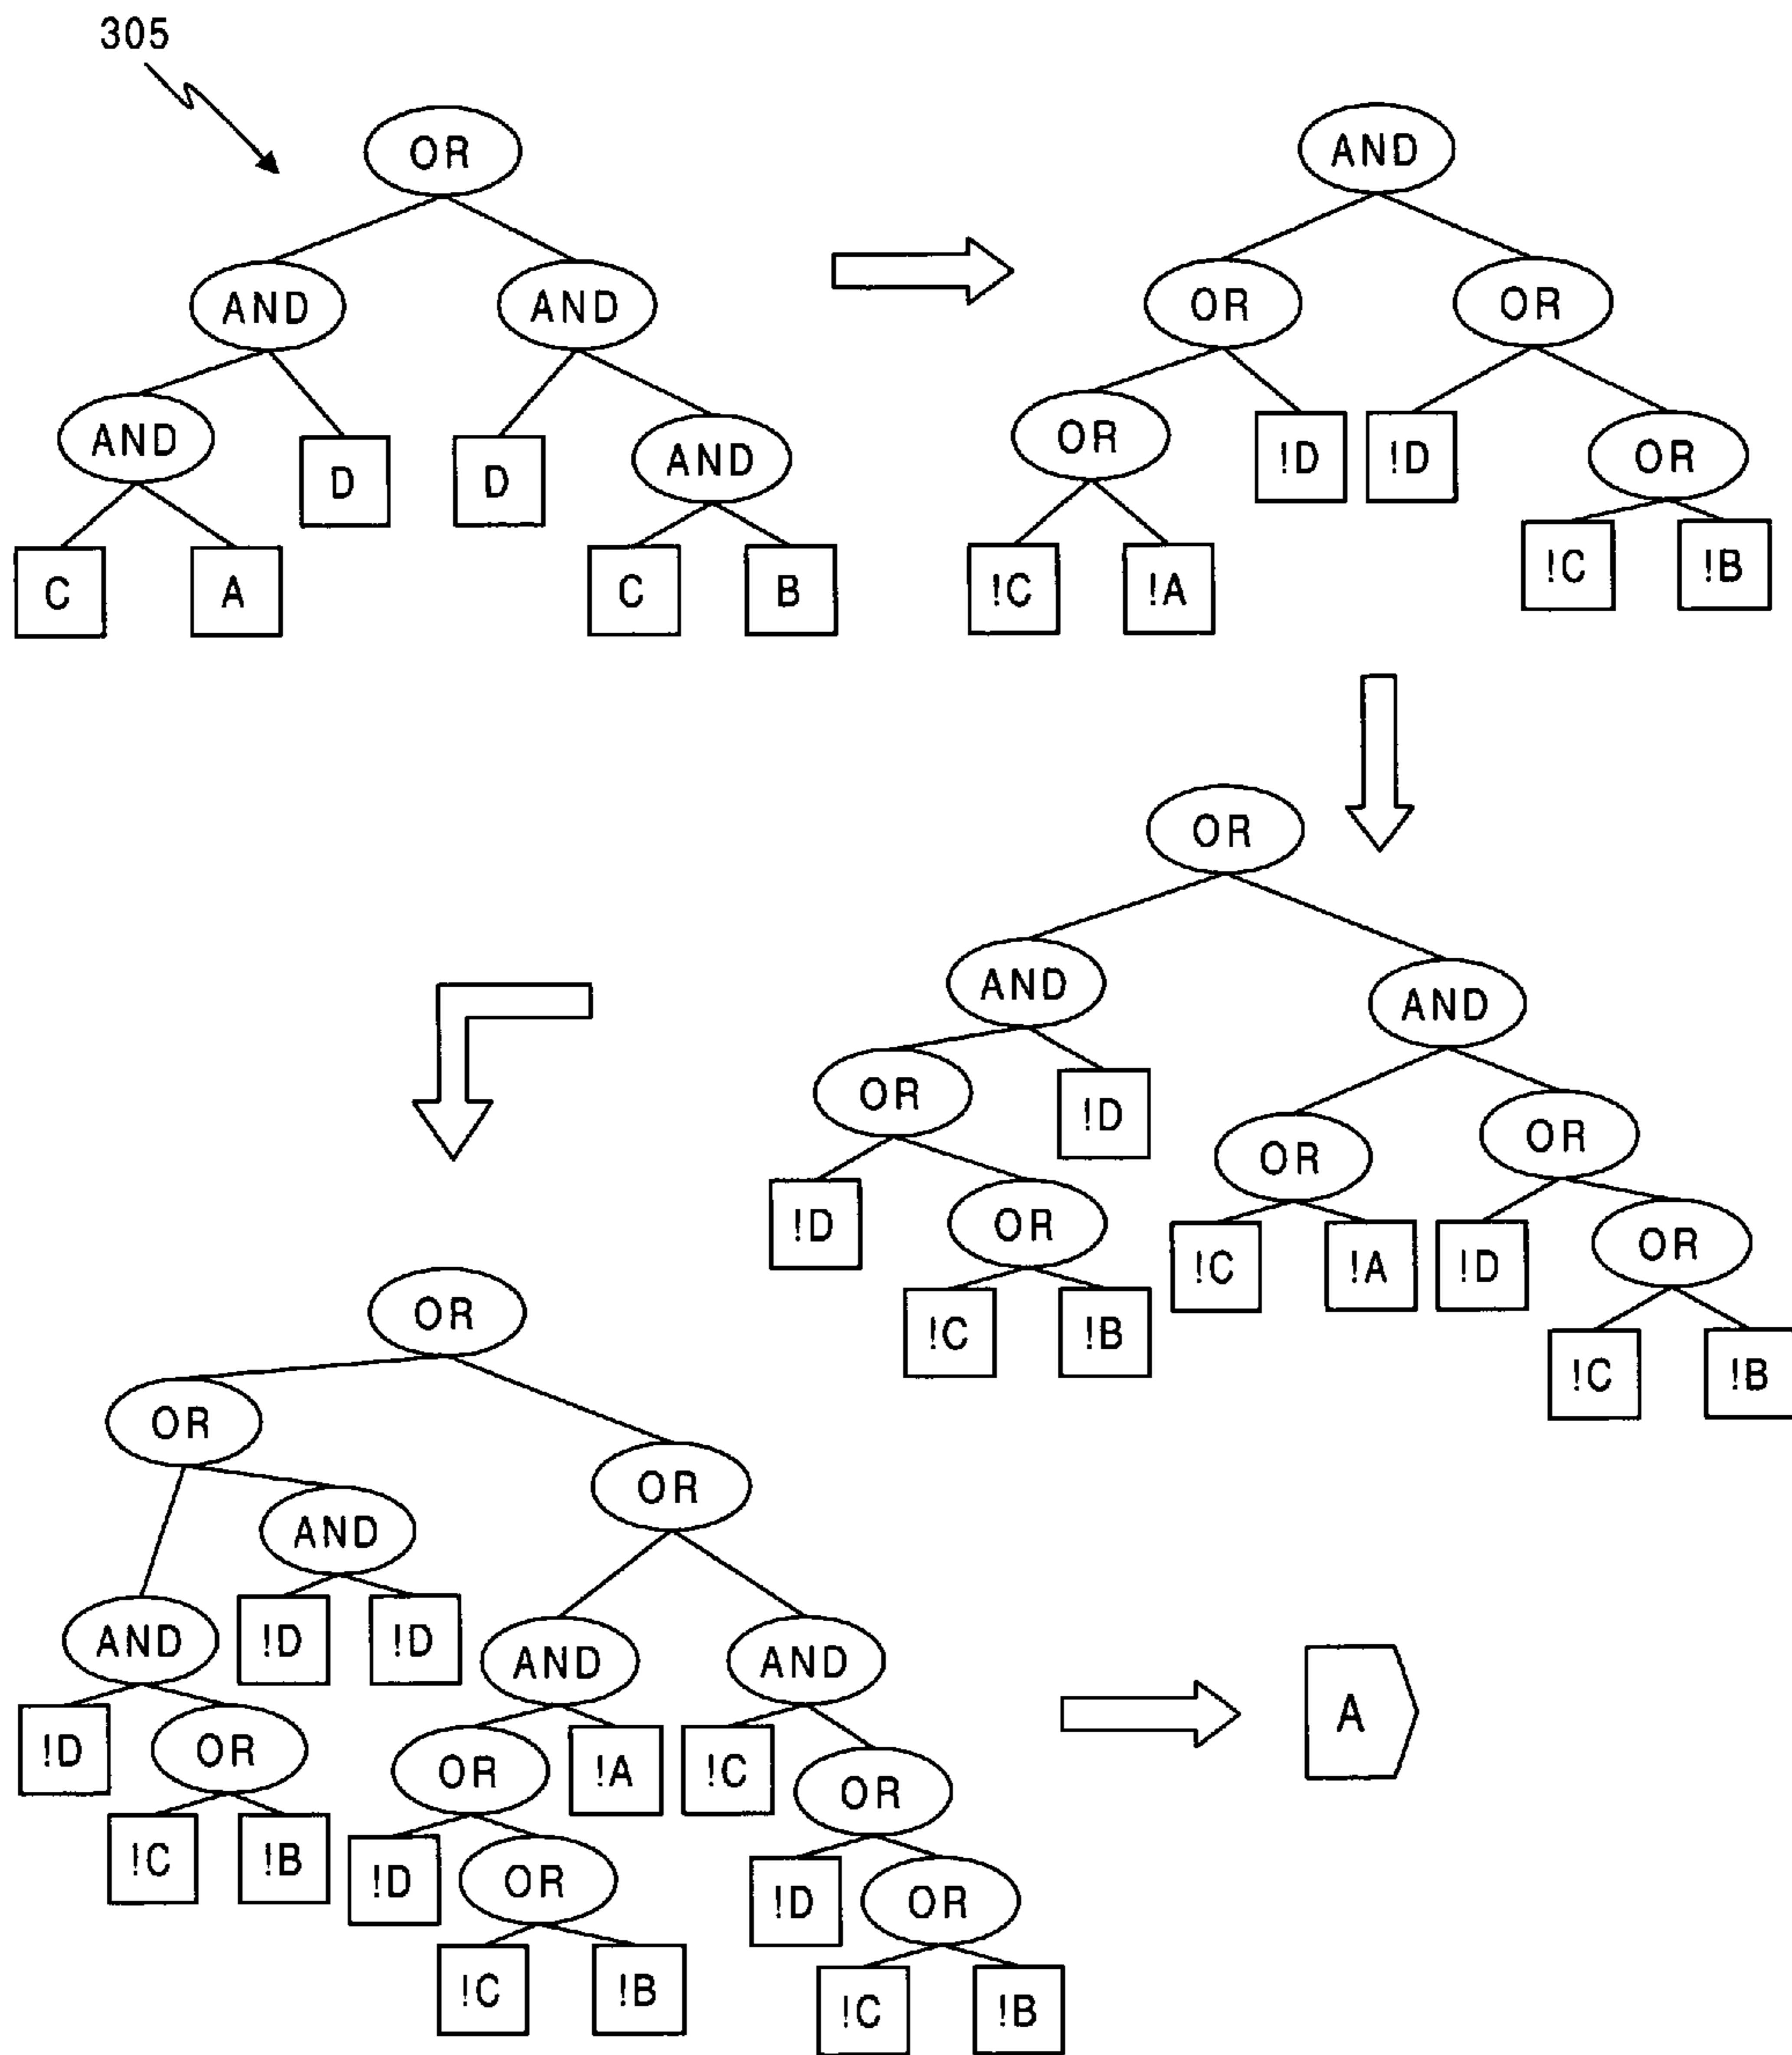 305
OR
AND
AND AND
OR OR
AND D D AND
OR !D !D OR
C A C B
!C !A !C !B
OR
AND AND
OR !D OR OR
!D OR !C !A !D OR
!C !B !C !B
OR
OR OR
AND
AND !D !D AND AND
!D OR OR !A !C OR
!C !B !D OR !D OR
!C !B !C !B
A